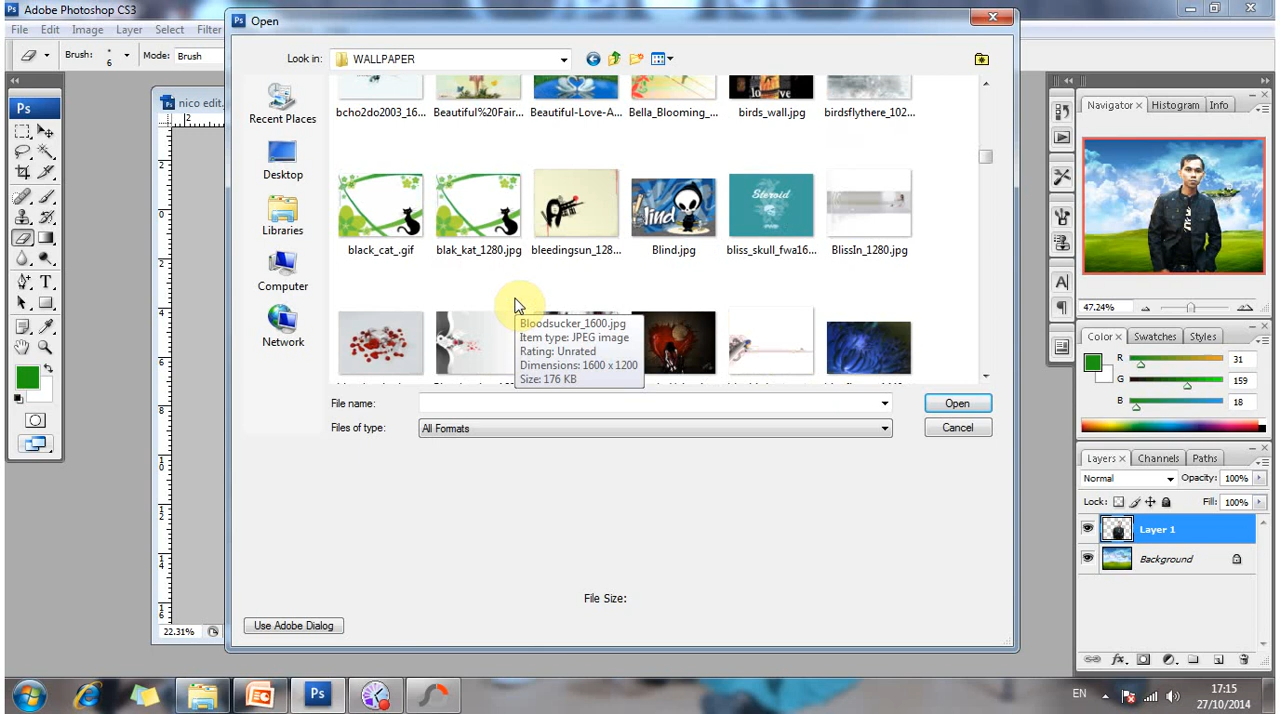 Adobe Photoshop CS3
File Edit Image Layer Select Filter
Brush: 6 Mode: Brush
Open
Look in: WALLPAPER
Recent Places
Desktop
Libraries
Computer
Network
bcho2do2003_16... Beautiful%20Fair... Beautiful-Love-A... Bella_Blooming_... birds_wall.jpg birdsflythere_102...
Steroid
lind
black_cat_.gif blak_kat_1280.jpg bleedingsun_128... Blind.jpg bliss_skull_fwa16... BlissIn_1280.jpg
Bloodsucker_1600.jpg
Item type: JPEG image
Rating: Unrated
Dimensions: 1600 x 1200
Size: 176 KB
File name:
Open
Files of type: All Formats
Cancel
File Size:
Use Adobe Dialog
nico edit.
22.31%
Ps
Navigator × Histogram Info
47.24%
Color × Swatches Styles
R 31
G 159
B 18
Layers × Channels Paths
Normal Opacity: 100%
Lock: Fill: 100%
Layer 1
Background
EN
17:15
27/10/2014